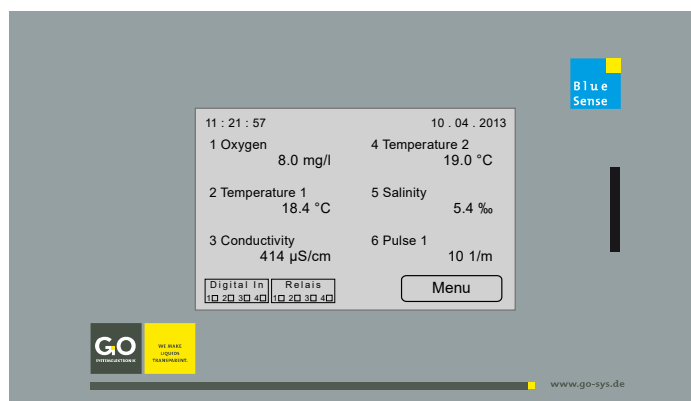 Blue
Sense
11 : 21 : 57
10 . 04 . 2013
1 Oxygen
8.0 mg/l
4 Temperature 2
19.0 °C
2 Temperature 1
18.4 °C
5 Salinity
5.4 ‰
3 Conductivity
414 µS/cm
6 Pulse 1
10 1/m
Digital In
1 2 3 4
Relais
1 2 3 4
Menu
GO
SYSTEMELEKTRONIK
WE MAKE
LIQUIDS
TRANSPARENT.
www.go-sys.de